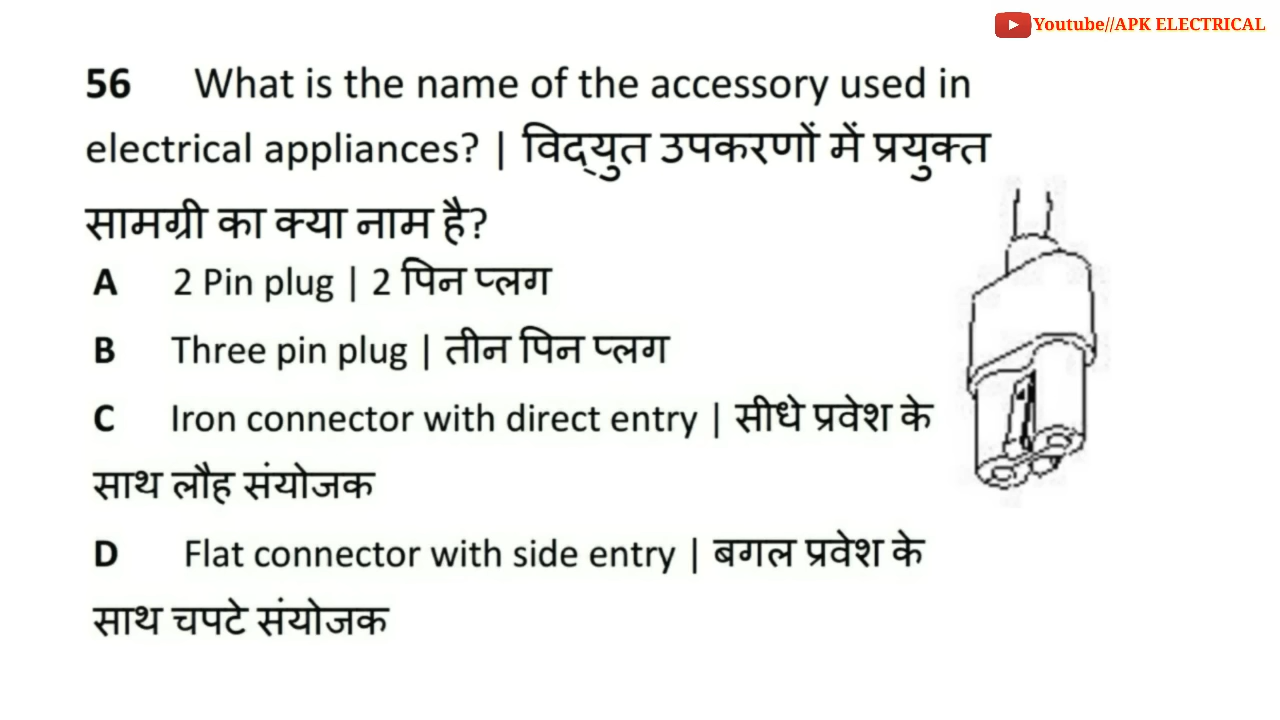 Youtube//APK ELECTRICAL
56 What is the name of the accessory used in
electrical appliances? | विद्युत उपकरणों में प्रयुक्त
सामग्री का क्या नाम है?
A 2 Pin plug | 2 पिन प्लग
B Three pin plug | तीन पिन प्लग
C Iron connector with direct entry | सीधे प्रवेश के
साथ लौह संयोजक
D Flat connector with side entry | बगल प्रवेश के
साथ चपटे संयोजक